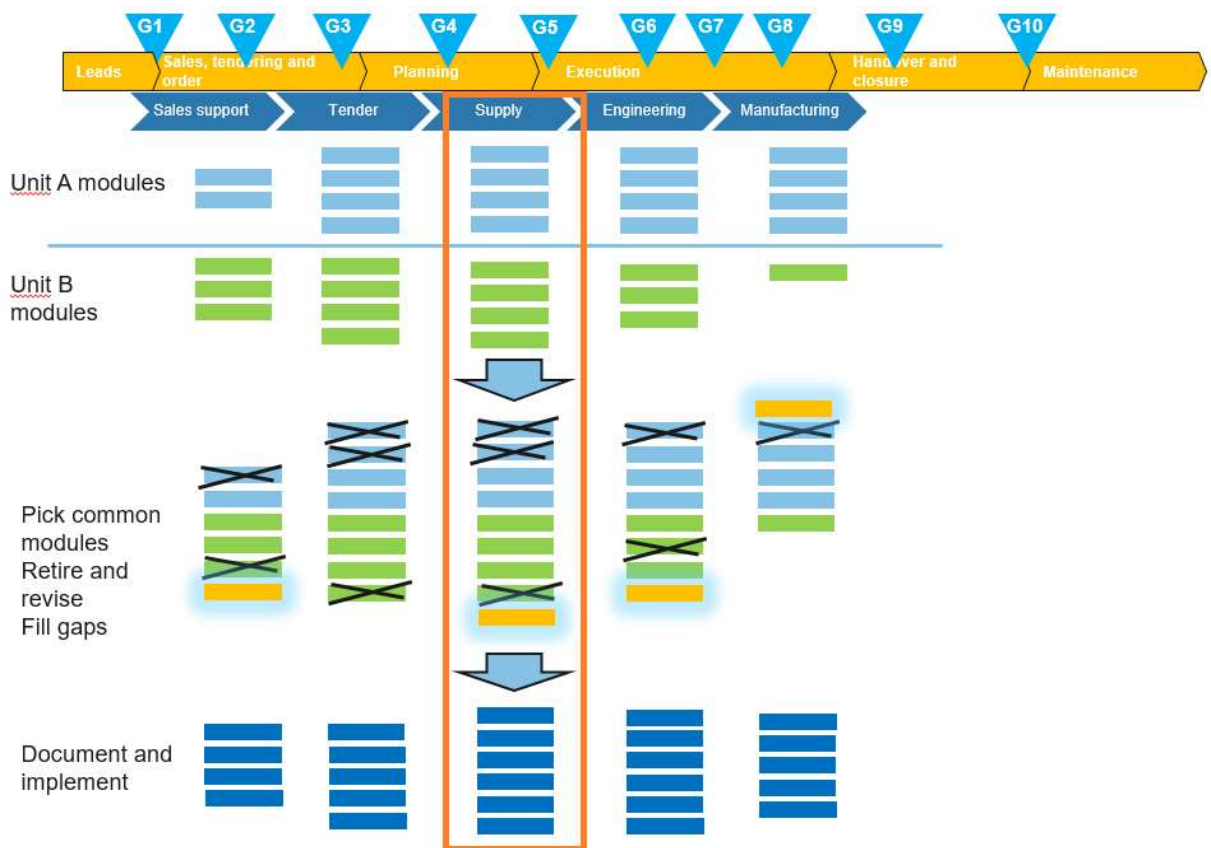 G1 G2 G3 G4 G5 G6 G7 G8 G9 G10
Leads
Sales, tendering and
order
Planning
Execution
Handover and
closure
Maintenance
Sales support
Tender
Supply
Engineering
Manufacturing
Unit A modules
Unit B
modules
Pick common
modules
Retire and
revise
Fill gaps
Document and
implement